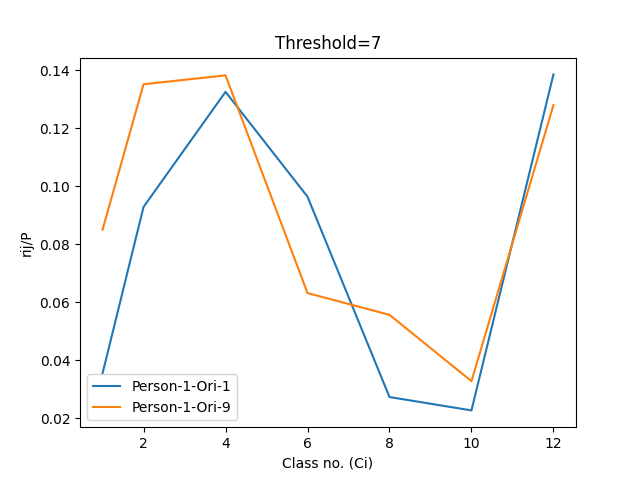 Threshold=7
0.14
0.12
0.10
0.08
0.06
0.04
0.02
rij/P
Person-1-Ori-1
Person-1-Ori-9
2 4 6 8 10 12
Class no. (Ci)